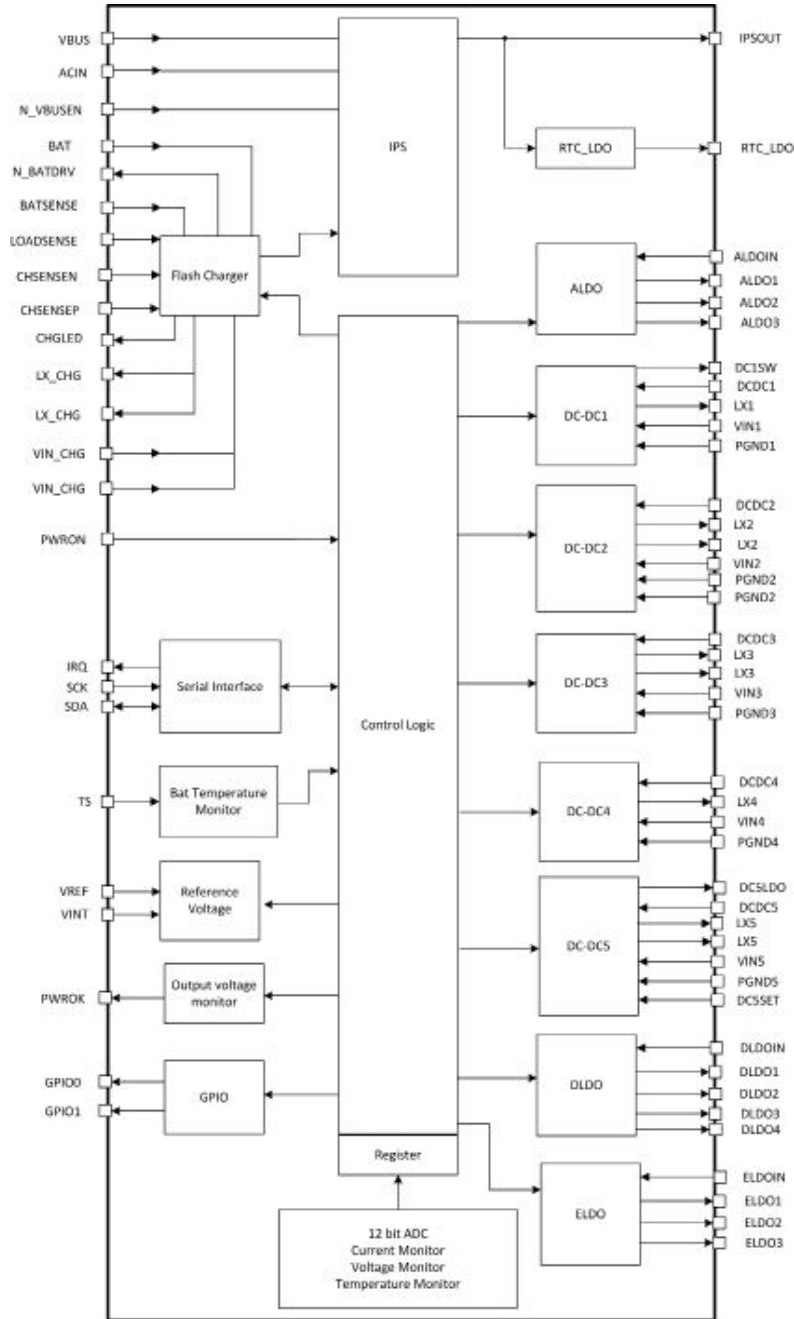 VBUS
ACIN
N_VBUSEN
BAT
N_BATDRV
BATSENSE
LOADSENSE
CHSENSEN
CHSENSEP
CHGLED
LX_CHG
LX_CHG
VIN_CHG
VIN_CHG
PWRON
IRQ
SCK
SDA
TS
VREF
VINT
PWROK
GPIO0
GPIO1
Flash Charger
Serial Interface
Bat Temperature
Monitor
Reference
Voltage
Output voltage
monitor
GPIO
IPS
Control Logic
Register
12 bit ADC
Current Monitor
Voltage Monitor
Temperature Monitor
RTC_LDO
ALDO
DC-DC1
DC-DC2
DC-DC3
DC-DC4
DC-DC5
DLDO
ELDO
IPSOUT
RTC_LDO
ALDOIN
ALDO1
ALDO2
ALDO3
DC1SW
DCDC1
LX1
VIN1
PGND1
DCDC2
LX2
LX2
VIN2
PGND2
PGND2
DCDC3
LX3
LX3
VIN3
PGND3
DCDC4
LX4
VIN4
PGND4
DC5LDO
DCDC5
LX5
LX5
VIN5
PGND5
DC5SET
DLDOIN
DLDO1
DLDO2
DLDO3
DLDO4
ELDOIN
ELDO1
ELDO2
ELDO3